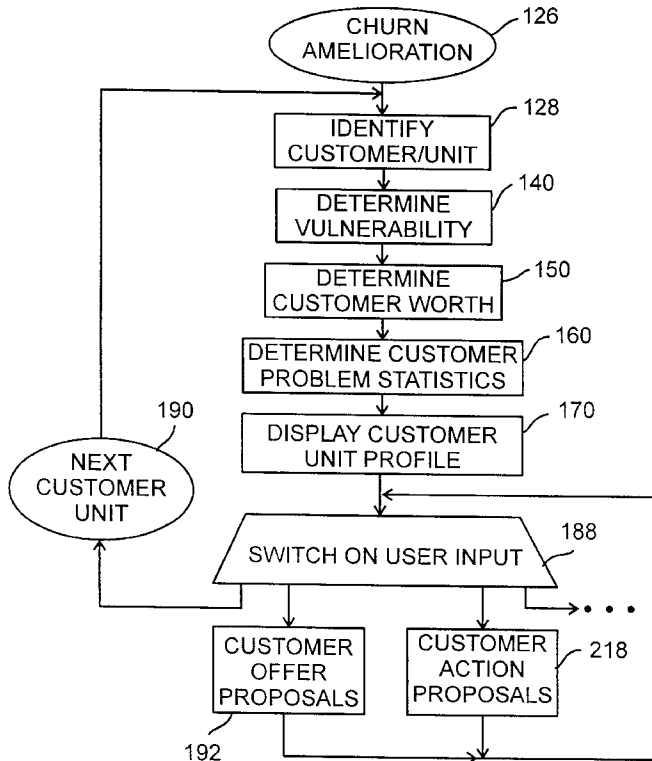 CHURN
AMELIORATION
126
IDENTIFY
CUSTOMER/UNIT
128
DETERMINE
VULNERABILITY
140
DETERMINE
CUSTOMER WORTH
150
DETERMINE CUSTOMER
PROBLEM STATISTICS
160
DISPLAY CUSTOMER
UNIT PROFILE
170
190
NEXT
CUSTOMER
UNIT
SWITCH ON USER INPUT
188
CUSTOMER
OFFER
PROPOSALS
192
CUSTOMER
ACTION
PROPOSALS
218